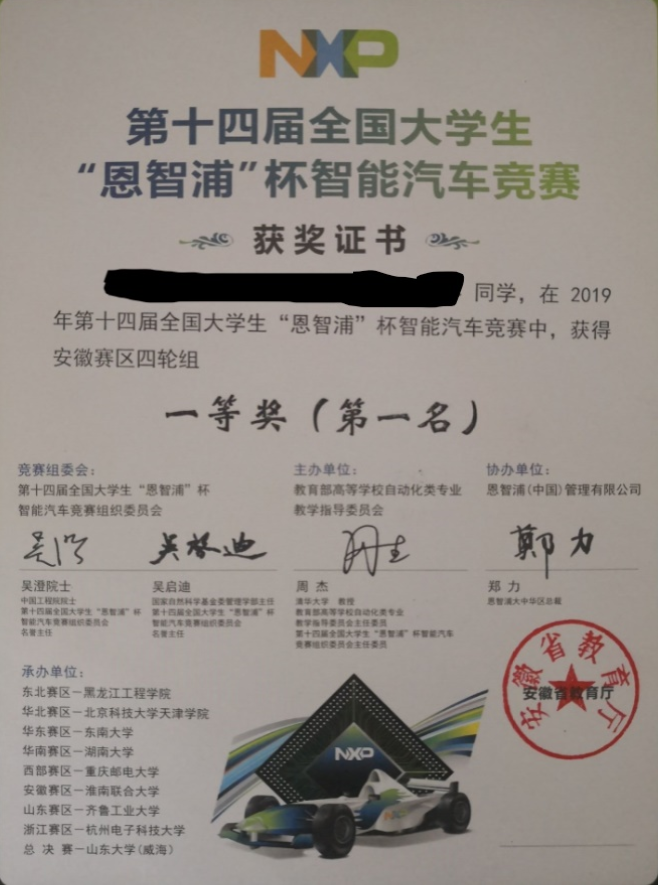 NXP
第十四届全国大学生
“恩智浦”杯智能汽车竞赛
获奖证书
同学，在 2019
年第十四届全国大学生“恩智浦”杯智能汽车竞赛中，获得
安徽赛区四轮组
一等奖（第一名）
竞赛组委会：
第十四届全国大学生“恩智浦”杯
智能汽车竞赛组织委员会
主办单位：
教育部高等学校自动化类专业
教学指导委员会
协办单位：
恩智浦(中国)管理有限公司
吴启迪
郑力
吴澄院士
中国工程院院士
第十四届全国大学生“恩智浦”杯
智能汽车竞赛组织委员会
名誉主任
吴启迪
国家自然科学基金委管理学部主任
第十四届全国大学生“恩智浦”杯
智能汽车竞赛组织委员会
名誉主任
周 杰
清华大学 教授
教育部高等学校自动化类专业
教学指导委员会主任委员
第十四届全国大学生“恩智浦”杯智能汽车
竞赛组织委员会主任委员
郑 力
恩智浦大中华区总裁
承办单位：
东北赛区－黑龙江工程学院
华北赛区－北京科技大学天津学院
华东赛区－东南大学
华南赛区－湖南大学
西部赛区－重庆邮电大学
安徽赛区－淮南联合大学
山东赛区－齐鲁工业大学
浙江赛区－杭州电子科技大学
总 决 赛－山东大学(威海)
安徽省教育厅
安徽省教育厅
NXP
NXP